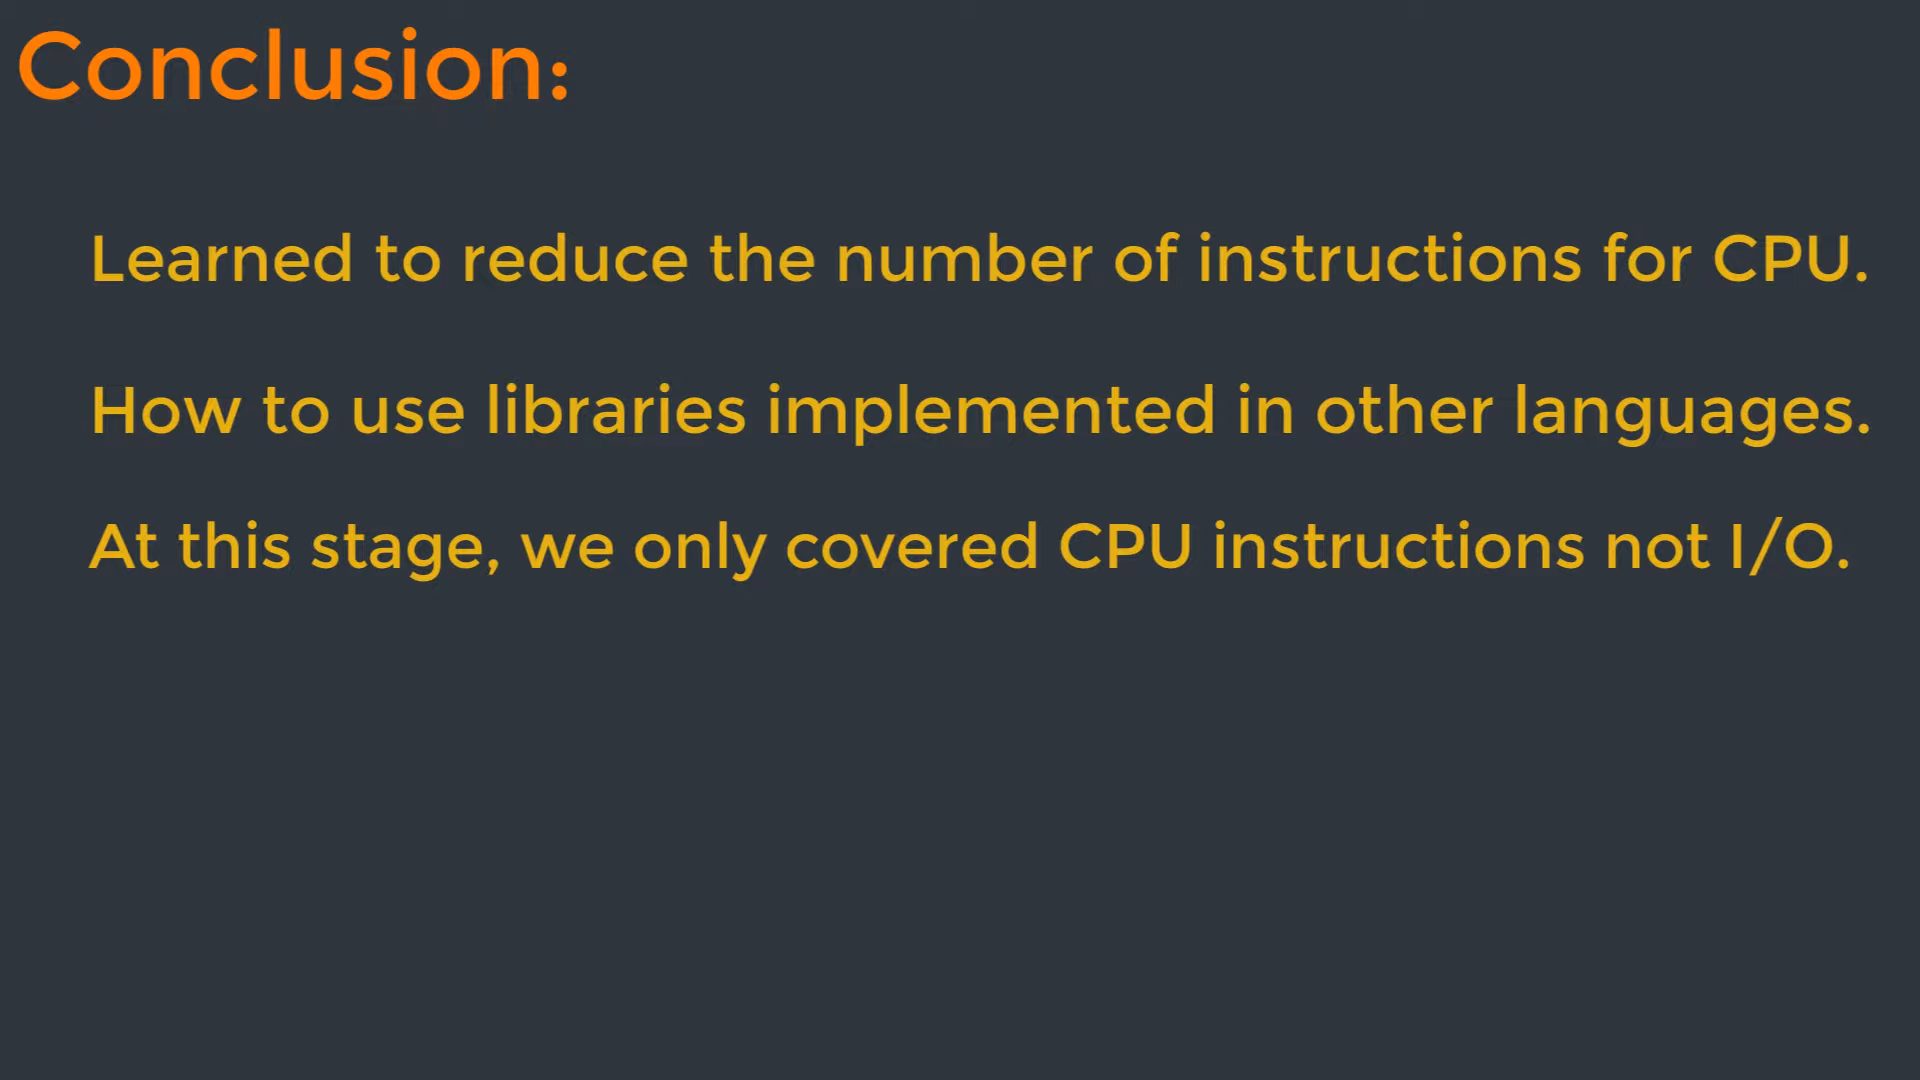 Conclusion:
Learned to reduce the number of instructions for CPU.
How to use libraries implemented in other languages.
At this stage, we only covered CPU instructions not I/O.